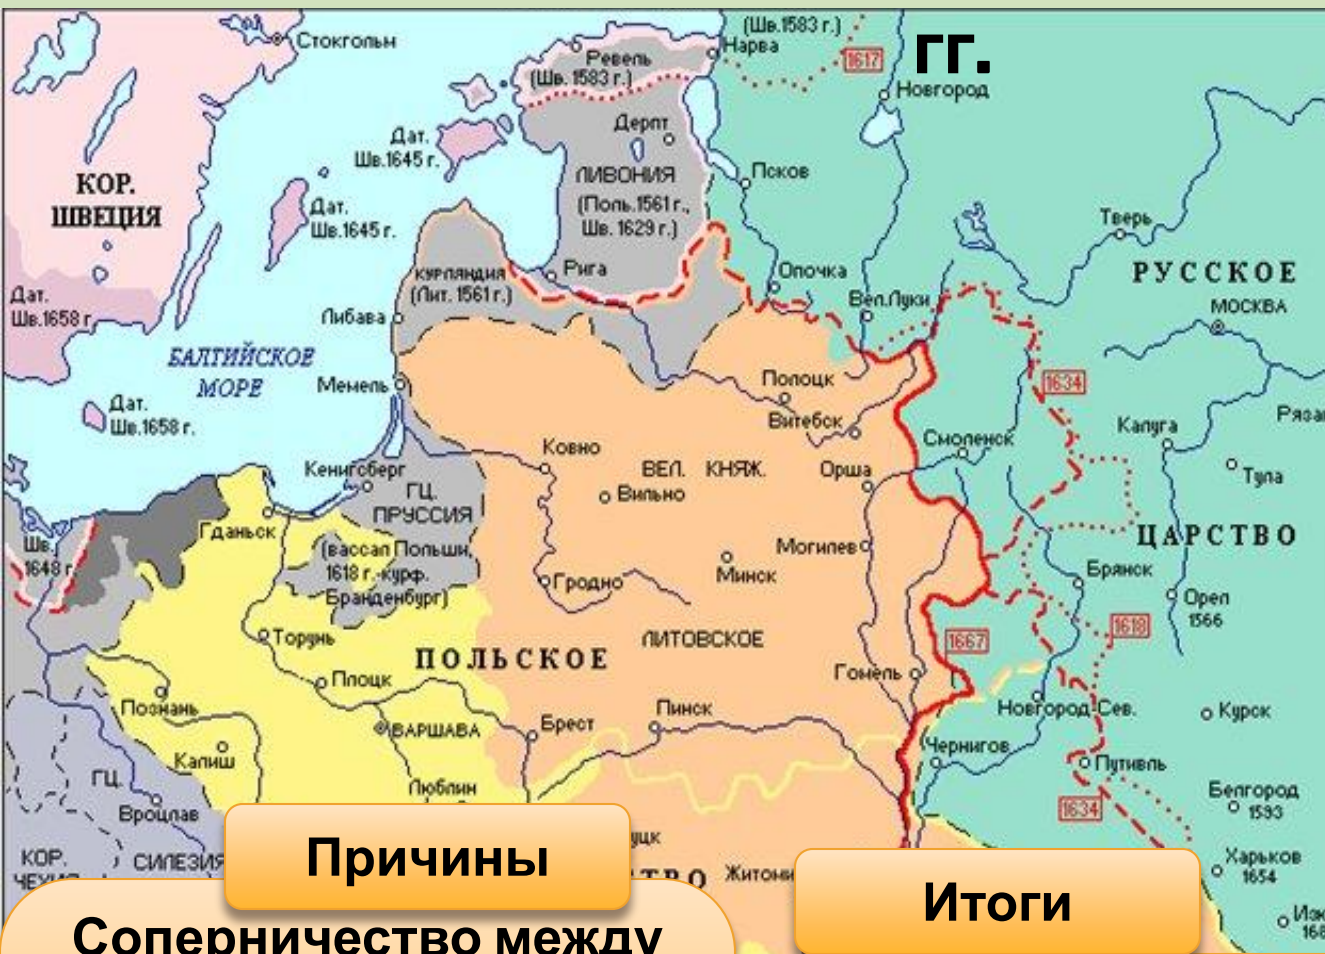 гг.
(Шв.1583 г.)
Нарва
1617
Стокгольн
Ревель
(Шв. 1583 г.)
Новгород
Дерпт
Дат.
Шв.1645 г.
ЛИВОНИЯ
(Поль.1561 г.,
Шв. 1629 г.)
Псков
КОР.
ШВЕЦИЯ
Дат.
Шв.1645 г.
Тверь
Рига
КУРЛЯНДИЯ
(Лит. 1561 г.)
Опочка
Вел.Луки
РУССКОЕ
МОСКВА
Дат.
Шв.1658 г
Либава
БАЛТИЙСКОЕ
МОРЕ
Мемель
Полоцк
1634
Дат.
Шв.1658 г.
Витебск
Калуга
Смоленск
Ковно
Кенигсберг
ВЕЛ. КНЯЖ.
Орша
Тула
Вильно
ГЦ.
ПРУССИЯ
Гданьск
(вассал Польши,
1618 г.-курф.
Бранденбург)
Шв.
1648 г.
Могилев
ЦАРСТВО
Минск
Брянск
Гродно
Орел
1566
Торунь
ЛИТОВСКОЕ
1667
1618
ПОЛЬСКОЕ
Гомель
Плоцк
Познань
Пинск
Новгород Сев.
Курск
ВАРШАВА
Брест
Чернигов
Калиш
Путивль
ГЦ.
Люблин
Белгород
1593
Вроцлав
1634
КОР.
СИЛЕЗИЯ
Харьков
1654
Причины
Итоги
Соперничество между